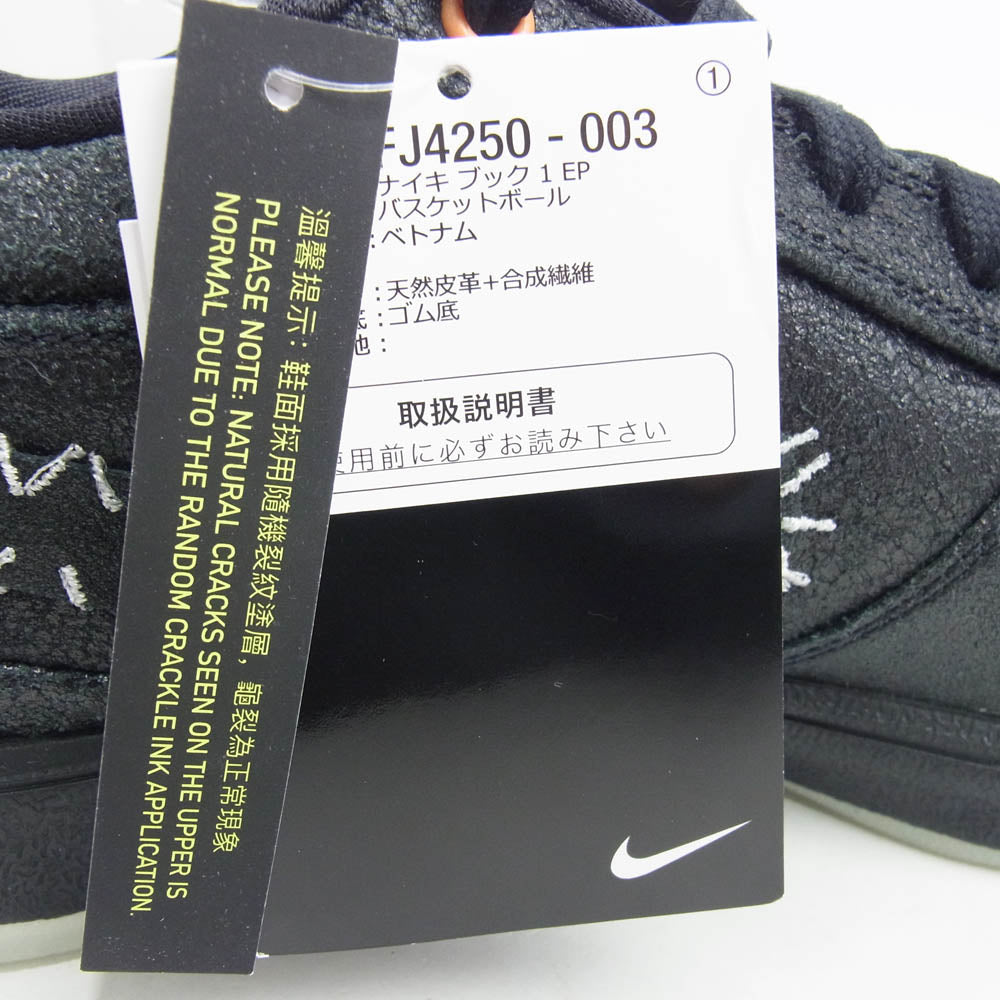 溫馨提示: 鞋面採用隨機裂紋塗層, 龜裂為正常現象
PLEASE NOTE: NATURAL CRACKS SEEN ON THE UPPER IS
NORMAL DUE TO THE RANDOM CRACKLE INK APPLICATION.
①
FJ4250 - 003
ナイキ ブック 1 EP
バスケットボール
:ベトナム
:天然皮革+合成繊維
底:ゴム底
地:
取扱説明書
使用前に必ずお読み下さい